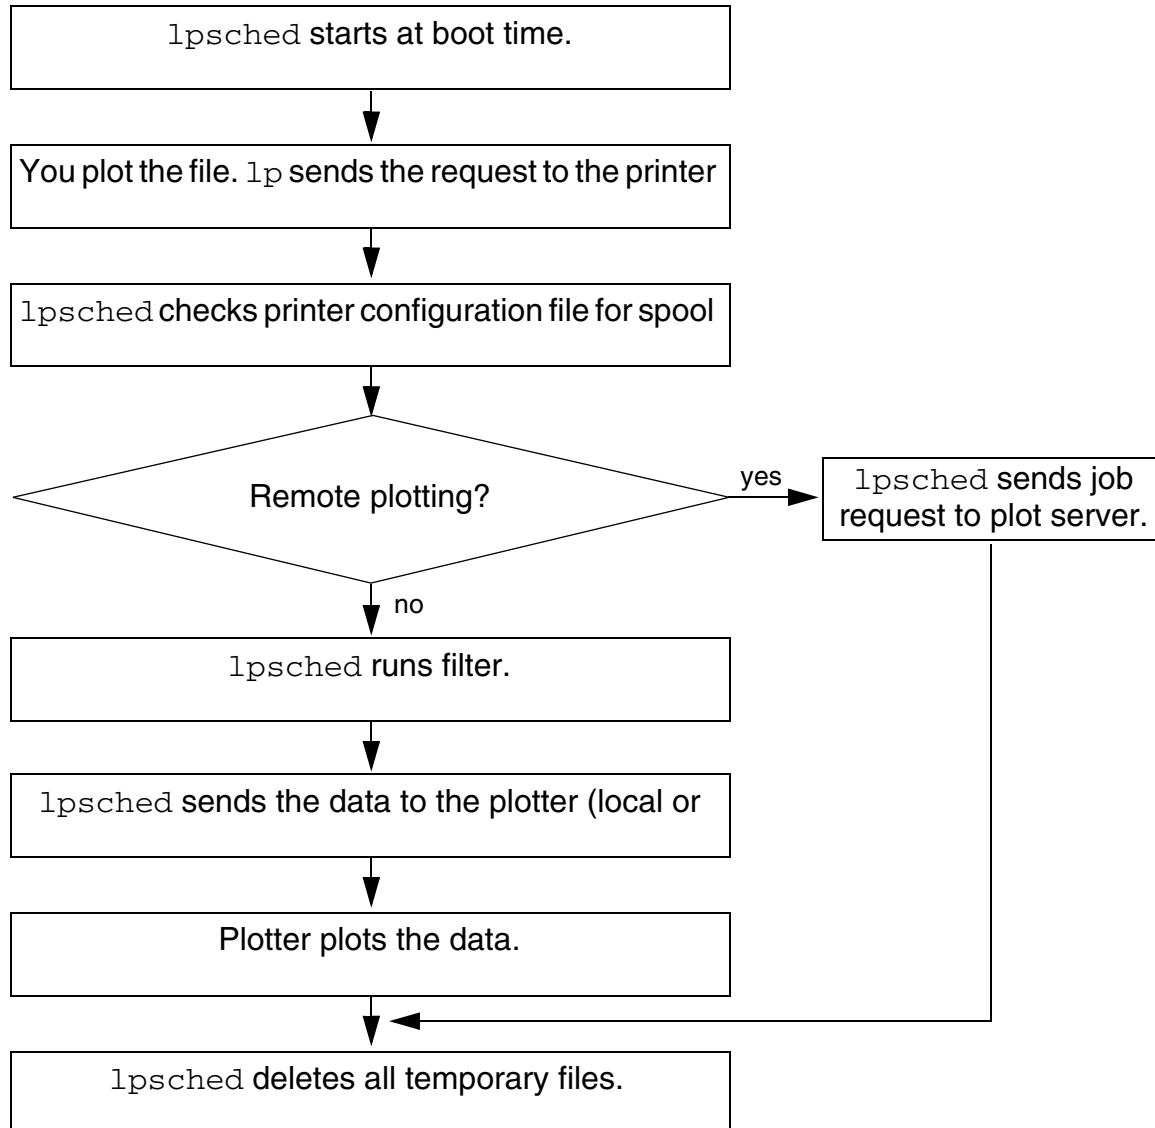 lpsched starts at boot time.
You plot the file. lp sends the request to the printer
lpsched checks printer configuration file for spool
Remote plotting?
yes
lpsched sends job
request to plot server.
no
lpsched runs filter.
lpsched sends the data to the plotter (local or
Plotter plots the data.
lpsched deletes all temporary files.